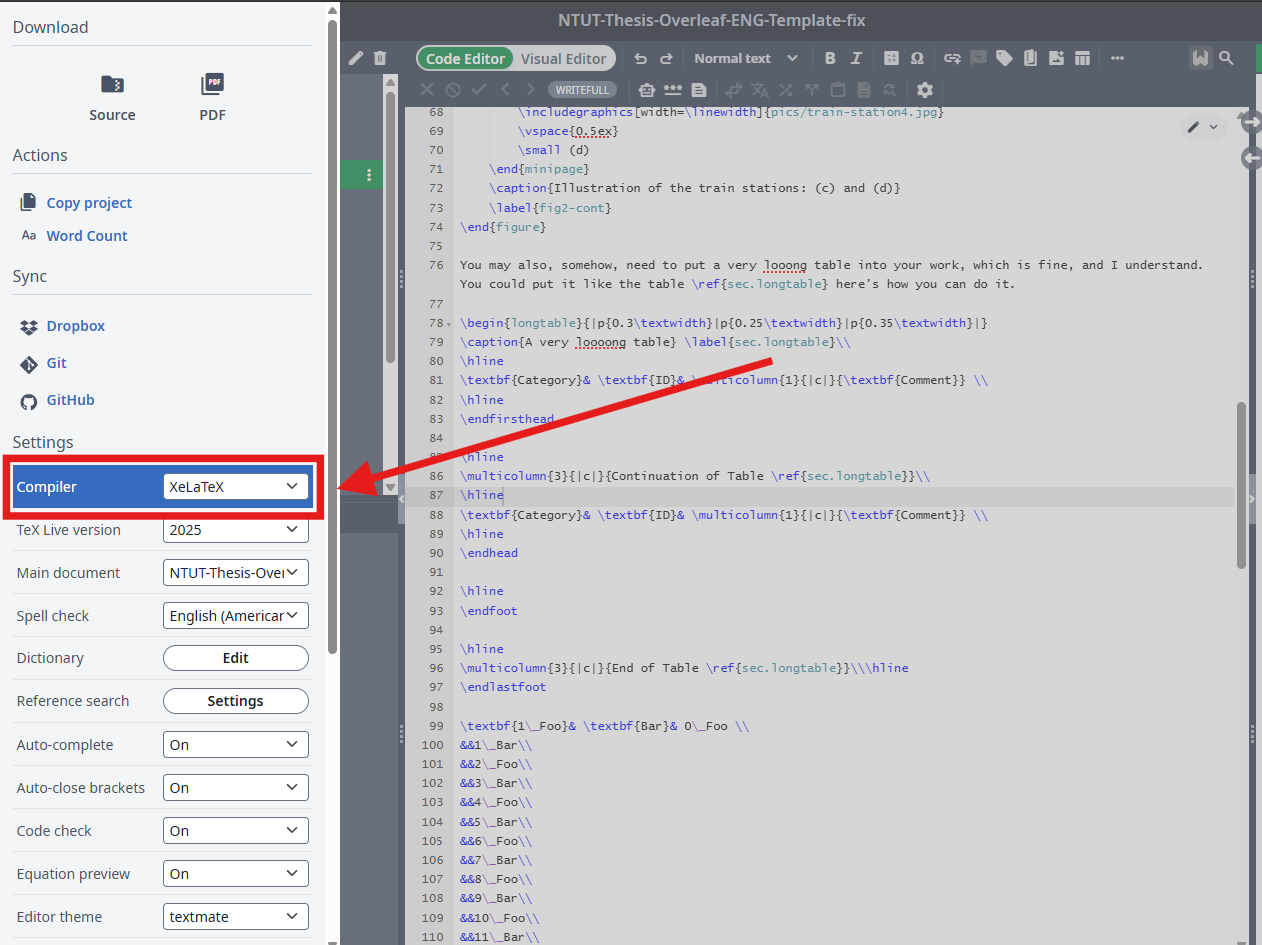 Download
Source
PDF
Actions
Copy project
Aa Word Count
Sync
Dropbox
Git
GitHub
Settings
Compiler XeLaTeX
TeX Live version 2025
Main document NTUT-Thesis-Over
Spell check English (American
Dictionary Edit
Reference search Settings
Auto-complete On
Auto-close brackets On
Code check On
Equation preview On
Editor theme textmate
NTUT-Thesis-Overleaf-ENG-Template-fix
Code Editor Visual Editor Normal text B I Ω
WRITEFULL
68 \includegraphics[width=\linewidth]{pics/train-station4.jpg}
69 \vspace{0.5ex}
70 \small (d)
71 \end{minipage}
72 \caption{Illustration of the train stations: (c) and (d)}
73 \label{fig2-cont}
74 \end{figure}
75
76 You may also, somehow, need to put a very looong table into your work, which is fine, and I understand.
You could put it like the table \ref{sec.longtable} here's how you can do it.
77
78 \begin{longtable}{|p{0.3\textwidth}|p{0.25\textwidth}|p{0.35\textwidth}|}
79 \caption{A very loooong table} \label{sec.longtable}\\
80 \hline
81 \textbf{Category}& \textbf{ID}& \multicolumn{1}{|c|}{\textbf{Comment}} \\
82 \hline
83 \endfirsthead
84
\hline
86 \multicolumn{3}{|c|}{Continuation of Table \ref{sec.longtable}}\\
87 \hline
88 \textbf{Category}& \textbf{ID}& \multicolumn{1}{|c|}{\textbf{Comment}} \\
89 \hline
90 \endhead
91
92 \hline
93 \endfoot
94
95 \hline
96 \multicolumn{3}{|c|}{End of Table \ref{sec.longtable}}\\\hline
97 \endlastfoot
98
99 \textbf{1\_Foo}& \textbf{Bar}& 0\_Foo \\
100 &&1\_Bar\\
101 &&2\_Foo\\
102 &&3\_Bar\\
103 &&4\_Foo\\
104 &&5\_Bar\\
105 &&6\_Foo\\
106 &&7\_Bar\\
107 &&8\_Foo\\
108 &&9\_Bar\\
109 &&10\_Foo\\
110 &&11\_Bar\\